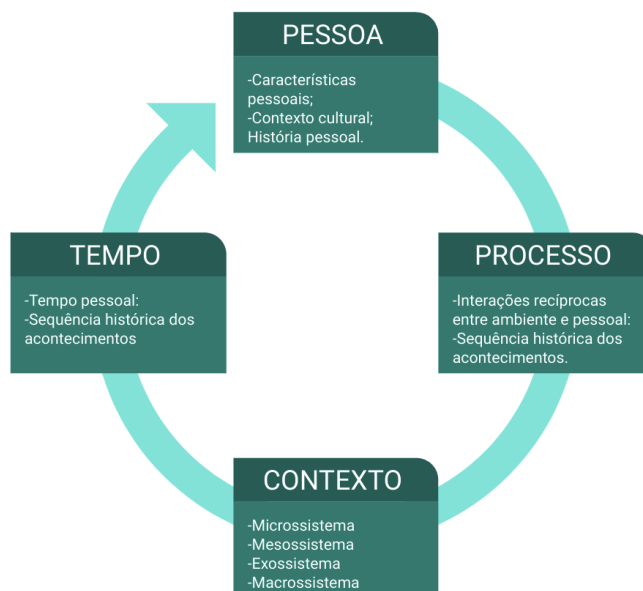 PESSOA
-Características
pessoais;
-Contexto cultural;
História pessoal.
TEMPO
-Tempo pessoal:
-Sequência histórica dos
acontecimentos
PROCESSO
-Interações recíprocas
entre ambiente e pessoal:
-Sequência histórica dos
acontecimentos.
CONTEXTO
-Microssistema
-Mesossistema
-Exossistema
-Macrossistema